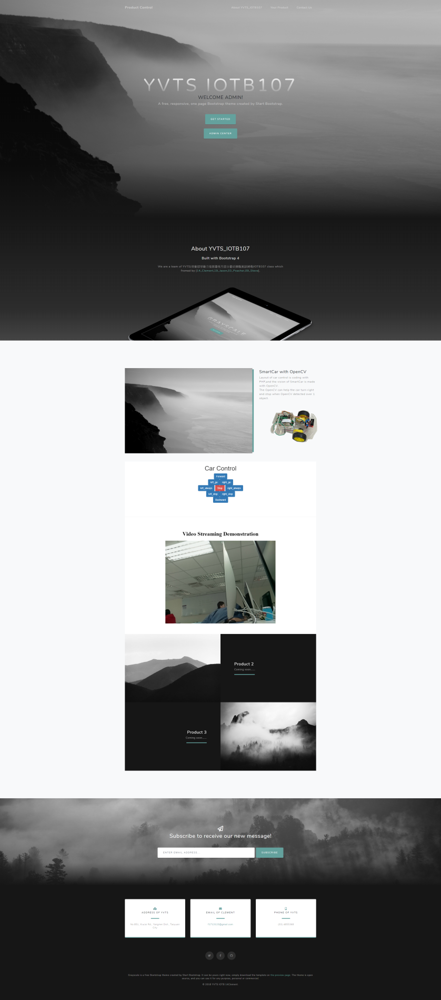 Product Control
About YVTS_IOTB107
Your Product
Contact us
YVTS IOTB107
WELCOME ADMIN!
A free, responsive, one page Bootstrap theme created by Start Bootstrap.
GET STARTED
ADMIN CENTER
About YVTS_IOTB107
Built with Bootstrap 4
We are a team of YVTS( IOTB107 class which
fromed by [14_Clement,19_Jason,03_Poacher,09_Steve].
GRAYSCALE
SmartCar with OpenCV
Layout of car control is coding with
PHP,and the vision of SmartCar is made
with OpenCV.
The OpenCV can help the car turn right
and stop when OpenCV detected over 1
object.
Car Control
Forward
left_go right_go
left_always Stop right_always
left_stop right_stop
Backward
Video Streaming Demonstration
Product 2
Coming soon......
Product 3
Coming soon......
Subscribe to receive our new message!
ENTER EMAIL ADDRESS...
SUBSCRIBE
ADDRESS OF YVTS
Yangmei Dist., Taoyuan
City
EMAIL OF CLEMENT
@gmail.com
PHONE OF YVTS
Grayscale is a free Bootstrap theme created by Start Bootstrap. It can be yours right now, simply download the template on the preview page. The theme is open
source, and you can use it for any purpose, personal or commercial.
© 2018 YVTS IOTB 14Clement